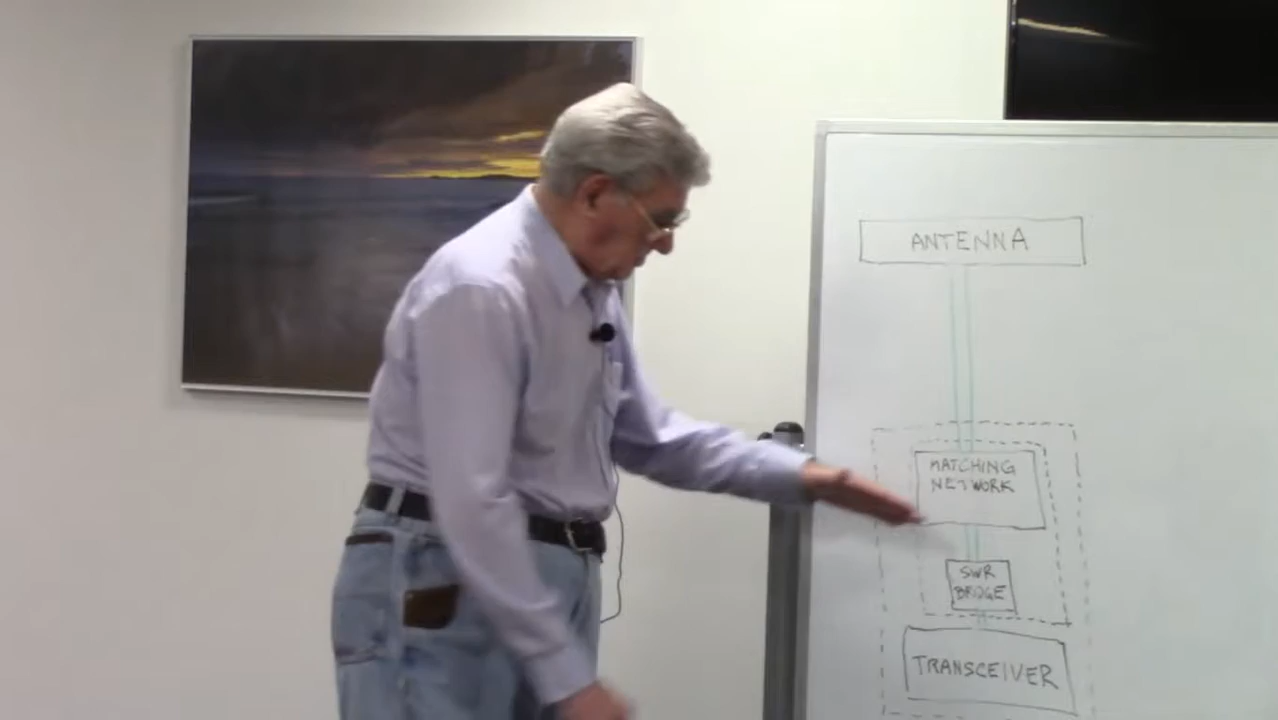 ANTENNA
MATCHING
NETWORK
SWR
BRIDGE
TRANSCEIVER